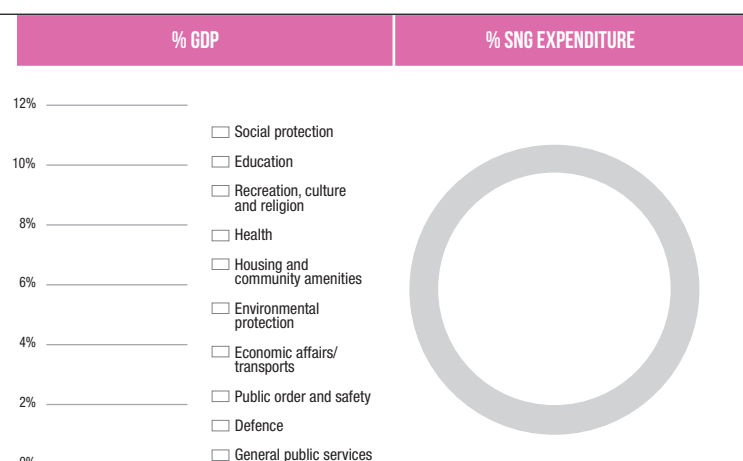 % GDP
% SNG EXPENDITURE
12%
10%
8%
6%
4%
2%
0%
Social protection
Education
Recreation, culture
and religion
Health
Housing and
community amenities
Environmental
protection
Economic affairs/
transports
Public order and safety
Defence
General public services